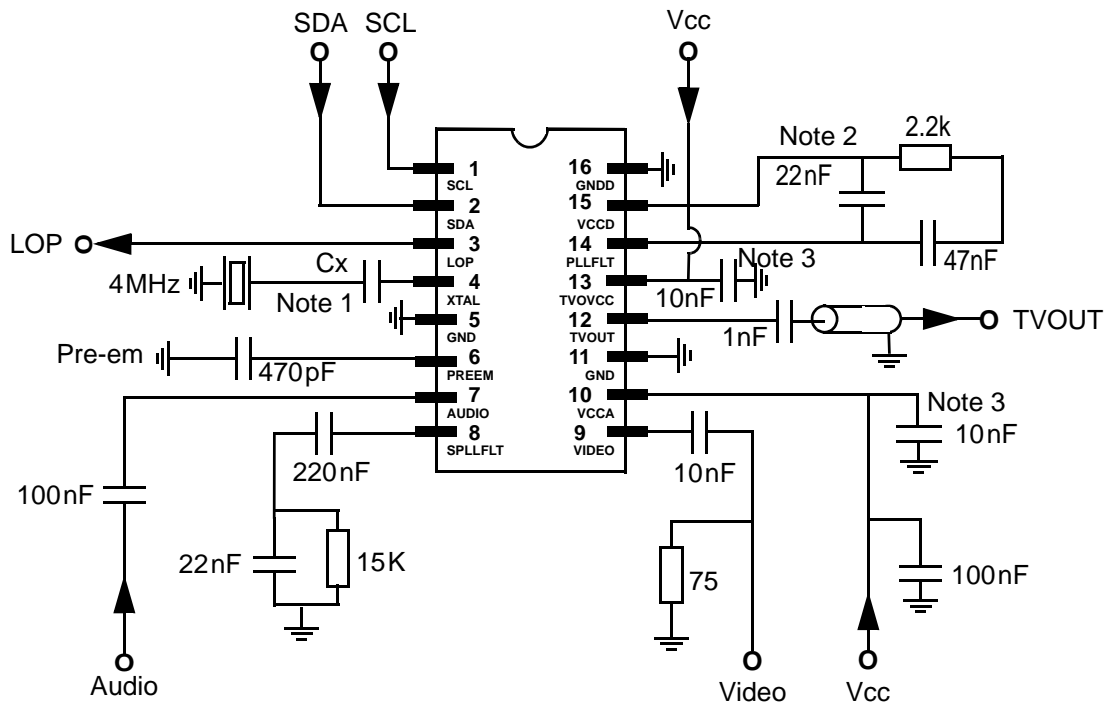 SDA SCL
Vcc
1
SCL
2
SDA
3
LOP
4
XTAL
5
GND
6
PREEM
7
AUDIO
8
SPLLFLT
16
GNDD
15
VCCD
14
PLLFLT
13
TVOVCC
12
TVOUT
11
GND
10
VCCA
9
VIDEO
LOP
4MHz
Cx
Note 1
Pre-em
470pF
220nF
100nF
22nF
15K
Audio
Note 2
2.2k
22nF
47nF
Note 3
10nF
1nF
TVOUT
Note 3
10nF
10nF
75
100nF
Video
Vcc